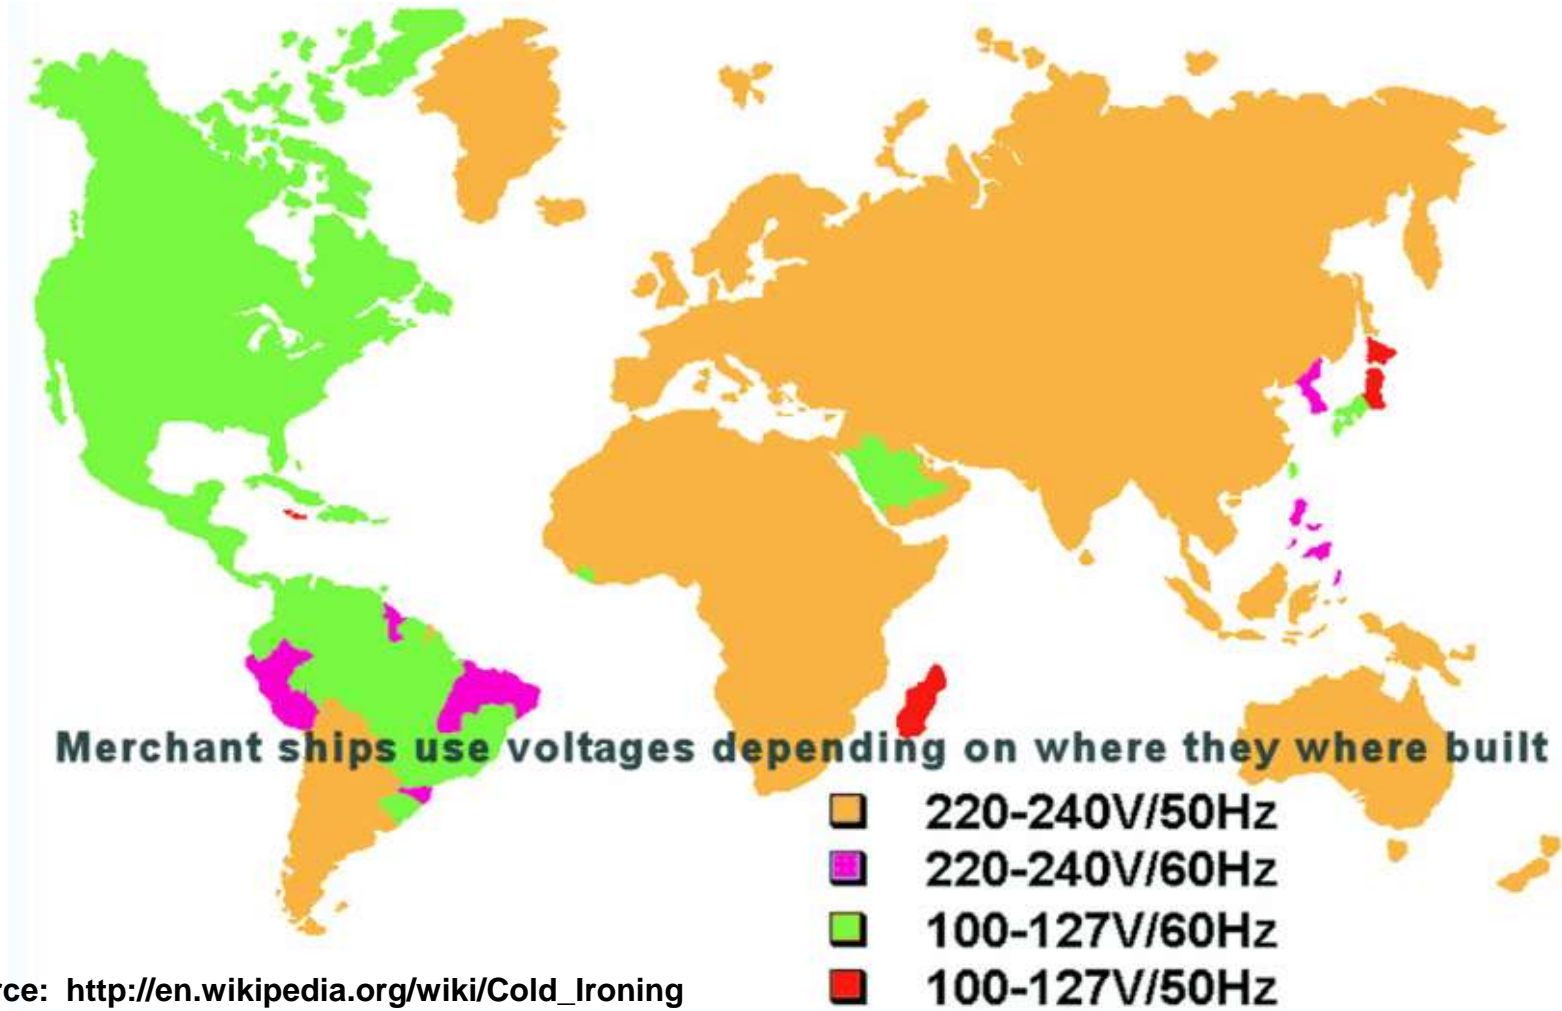 Merchant ships use voltages depending on where they where built
220-240V/50Hz
220-240V/60Hz
100-127V/60Hz
100-127V/50Hz
rce: http://en.wikipedia.org/wiki/Cold_Ironing